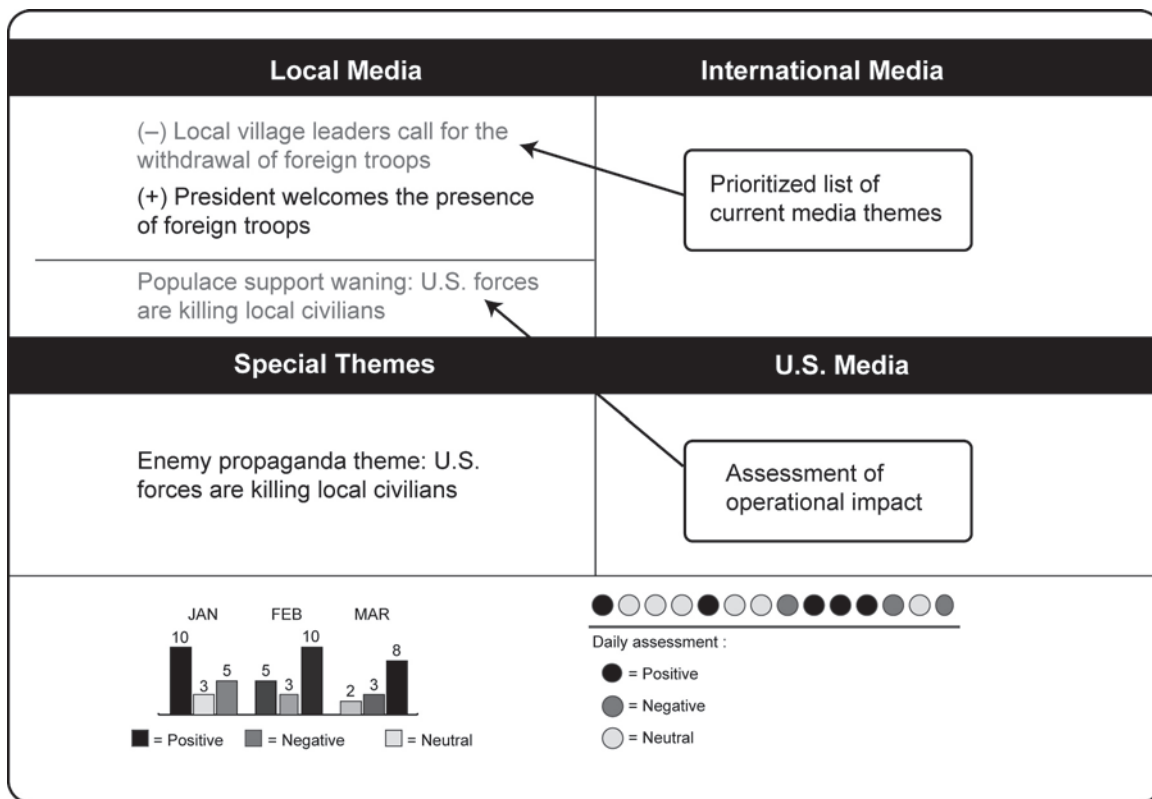 Local Media
International Media
(–) Local village leaders call for the
withdrawal of foreign troops
(+) President welcomes the presence
of foreign troops
Prioritized list of
current media themes
Populace support waning: U.S. forces
are killing local civilians
Special Themes
U.S. Media
Enemy propaganda theme: U.S.
forces are killing local civilians
Assessment of
operational impact
JAN FEB MAR
10 3 5 5 3 10 2 3 8
= Positive = Negative = Neutral
Daily assessment :
= Positive
= Negative
= Neutral